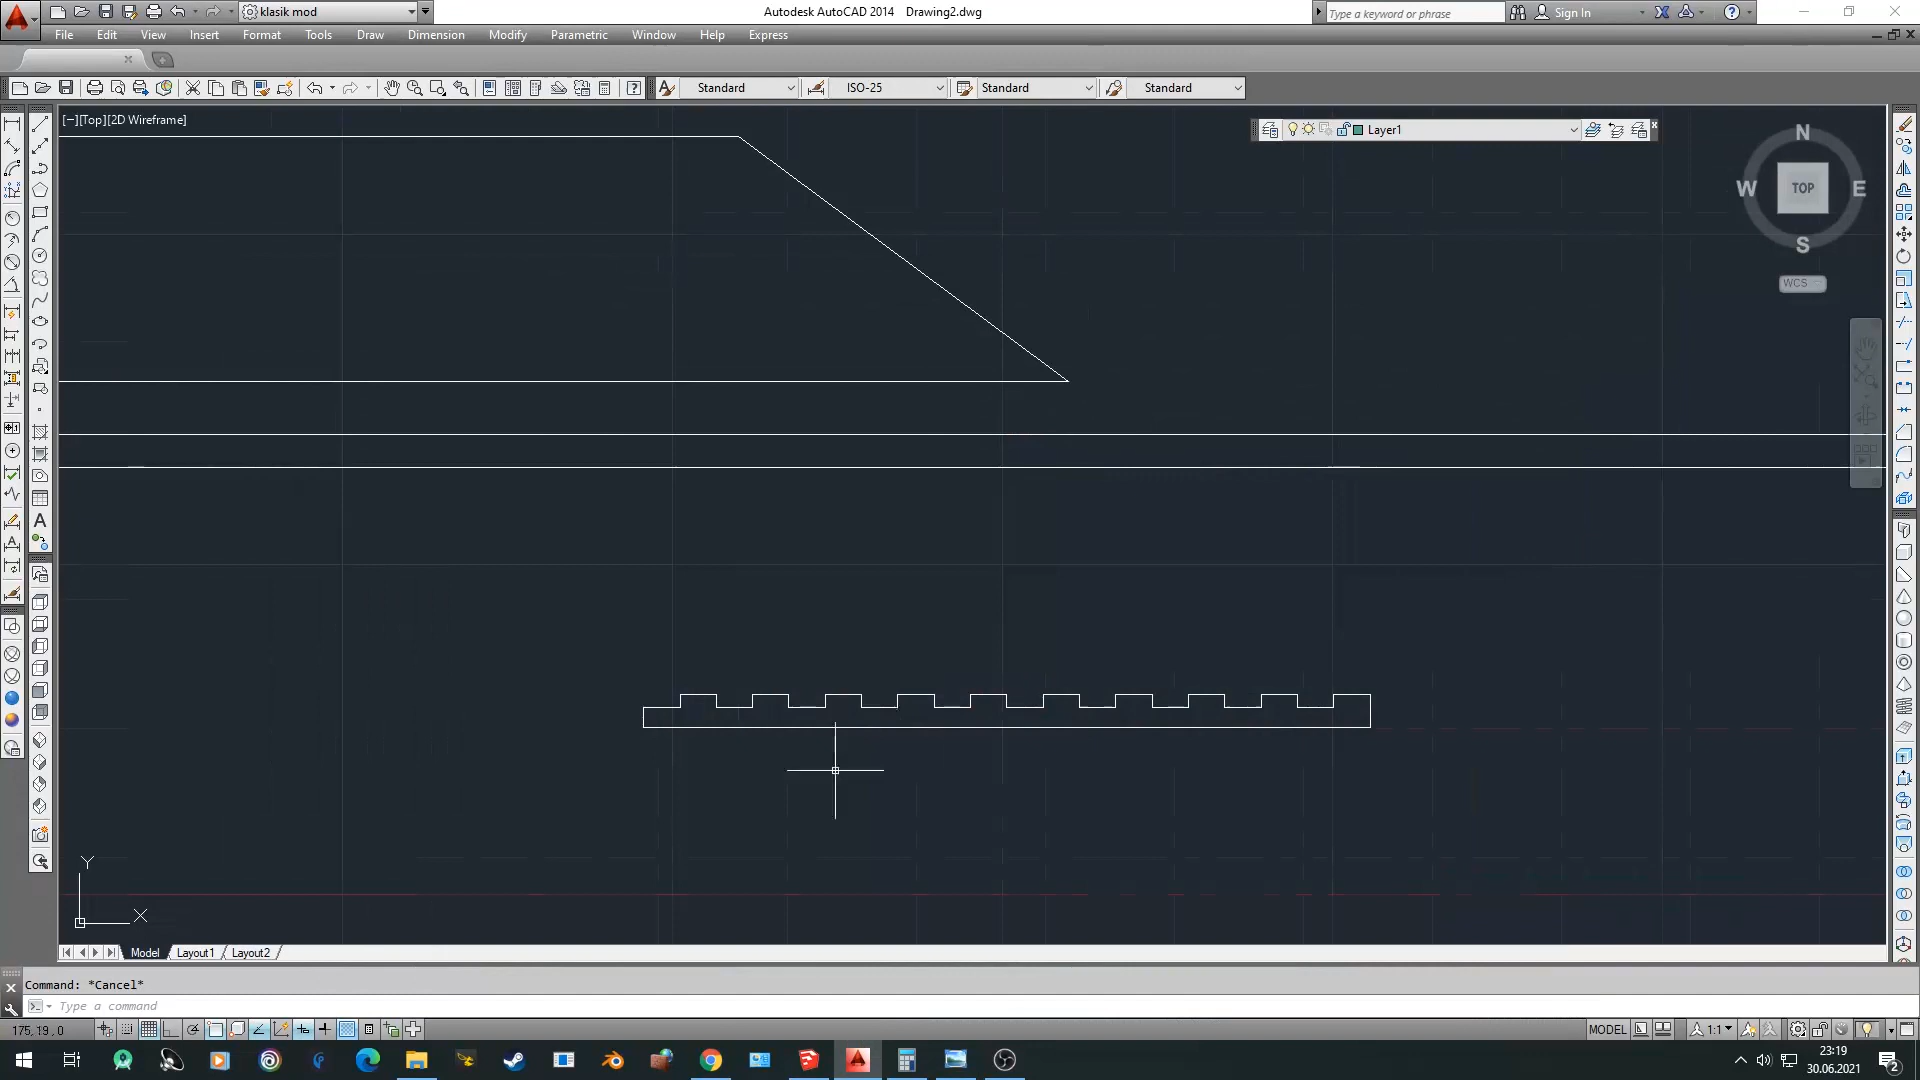 klasik mod
Autodesk AutoCAD 2014 Drawing2.dwg
Type a keyword or phrase
Sign In
File Edit View Insert Format Tools Draw Dimension Modify Parametric Window Help Express
Standard ISO-25 Standard Standard
[−][Top][2D Wireframe]
Layer1
N
W TOP E
S
WCS
A
A
Y
X
Model Layout1 Layout2
Command: *Cancel*
Type a command
175, 19 , 0
MODEL
1:1
23:19
30.06.2021
2